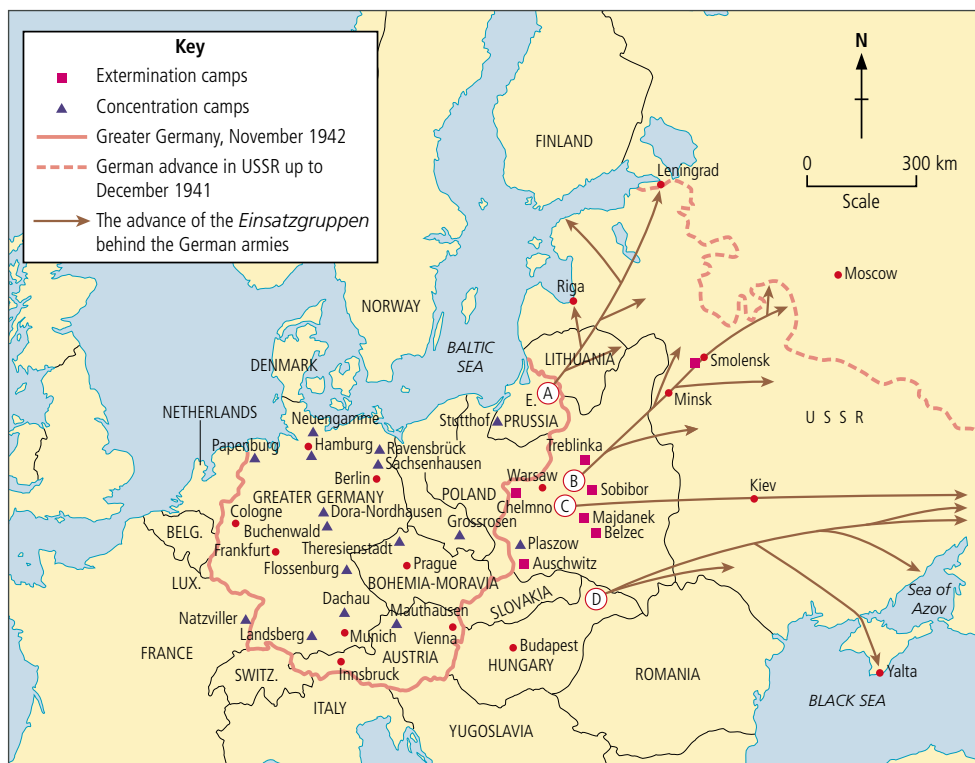 Key
Extermination camps
Concentration camps
Greater Germany, November 1942
German advance in USSR up to
December 1941
The advance of the Einsatzgruppen
behind the German armies
N
0 300 km
Scale
FINLAND
Leningrad
Moscow
NORWAY
Riga
BALTIC
SEA
LITHUANIA
Smolensk
DENMARK
A
E.
PRUSSIA
Minsk
USSR
NETHERLANDS
Neuengamme
Stutthof
Papenburg
Hamburg
Ravensbrück
Sachsenhausen
Treblinka
Berlin
Warsaw
B
Sobibor
Kiev
GREATER GERMANY
POLAND
Chelmno
C
Cologne
Dora-Nordhausen
BELG.
Buchenwald
Grossrosen
Majdanek
Belzec
Frankfurt
Theresienstadt
Plaszow
Flossenburg
Prague
Auschwitz
LUX.
BOHEMIA-MORAVIA
SLOVAKIA
D
Sea of
Azov
Dachau
Mauthausen
Natzviller
Landsberg
Munich
Vienna
FRANCE
AUSTRIA
Budapest
HUNGARY
SWITZ.
Innsbruck
ROMANIA
Yalta
ITALY
BLACK SEA
YUGOSLAVIA